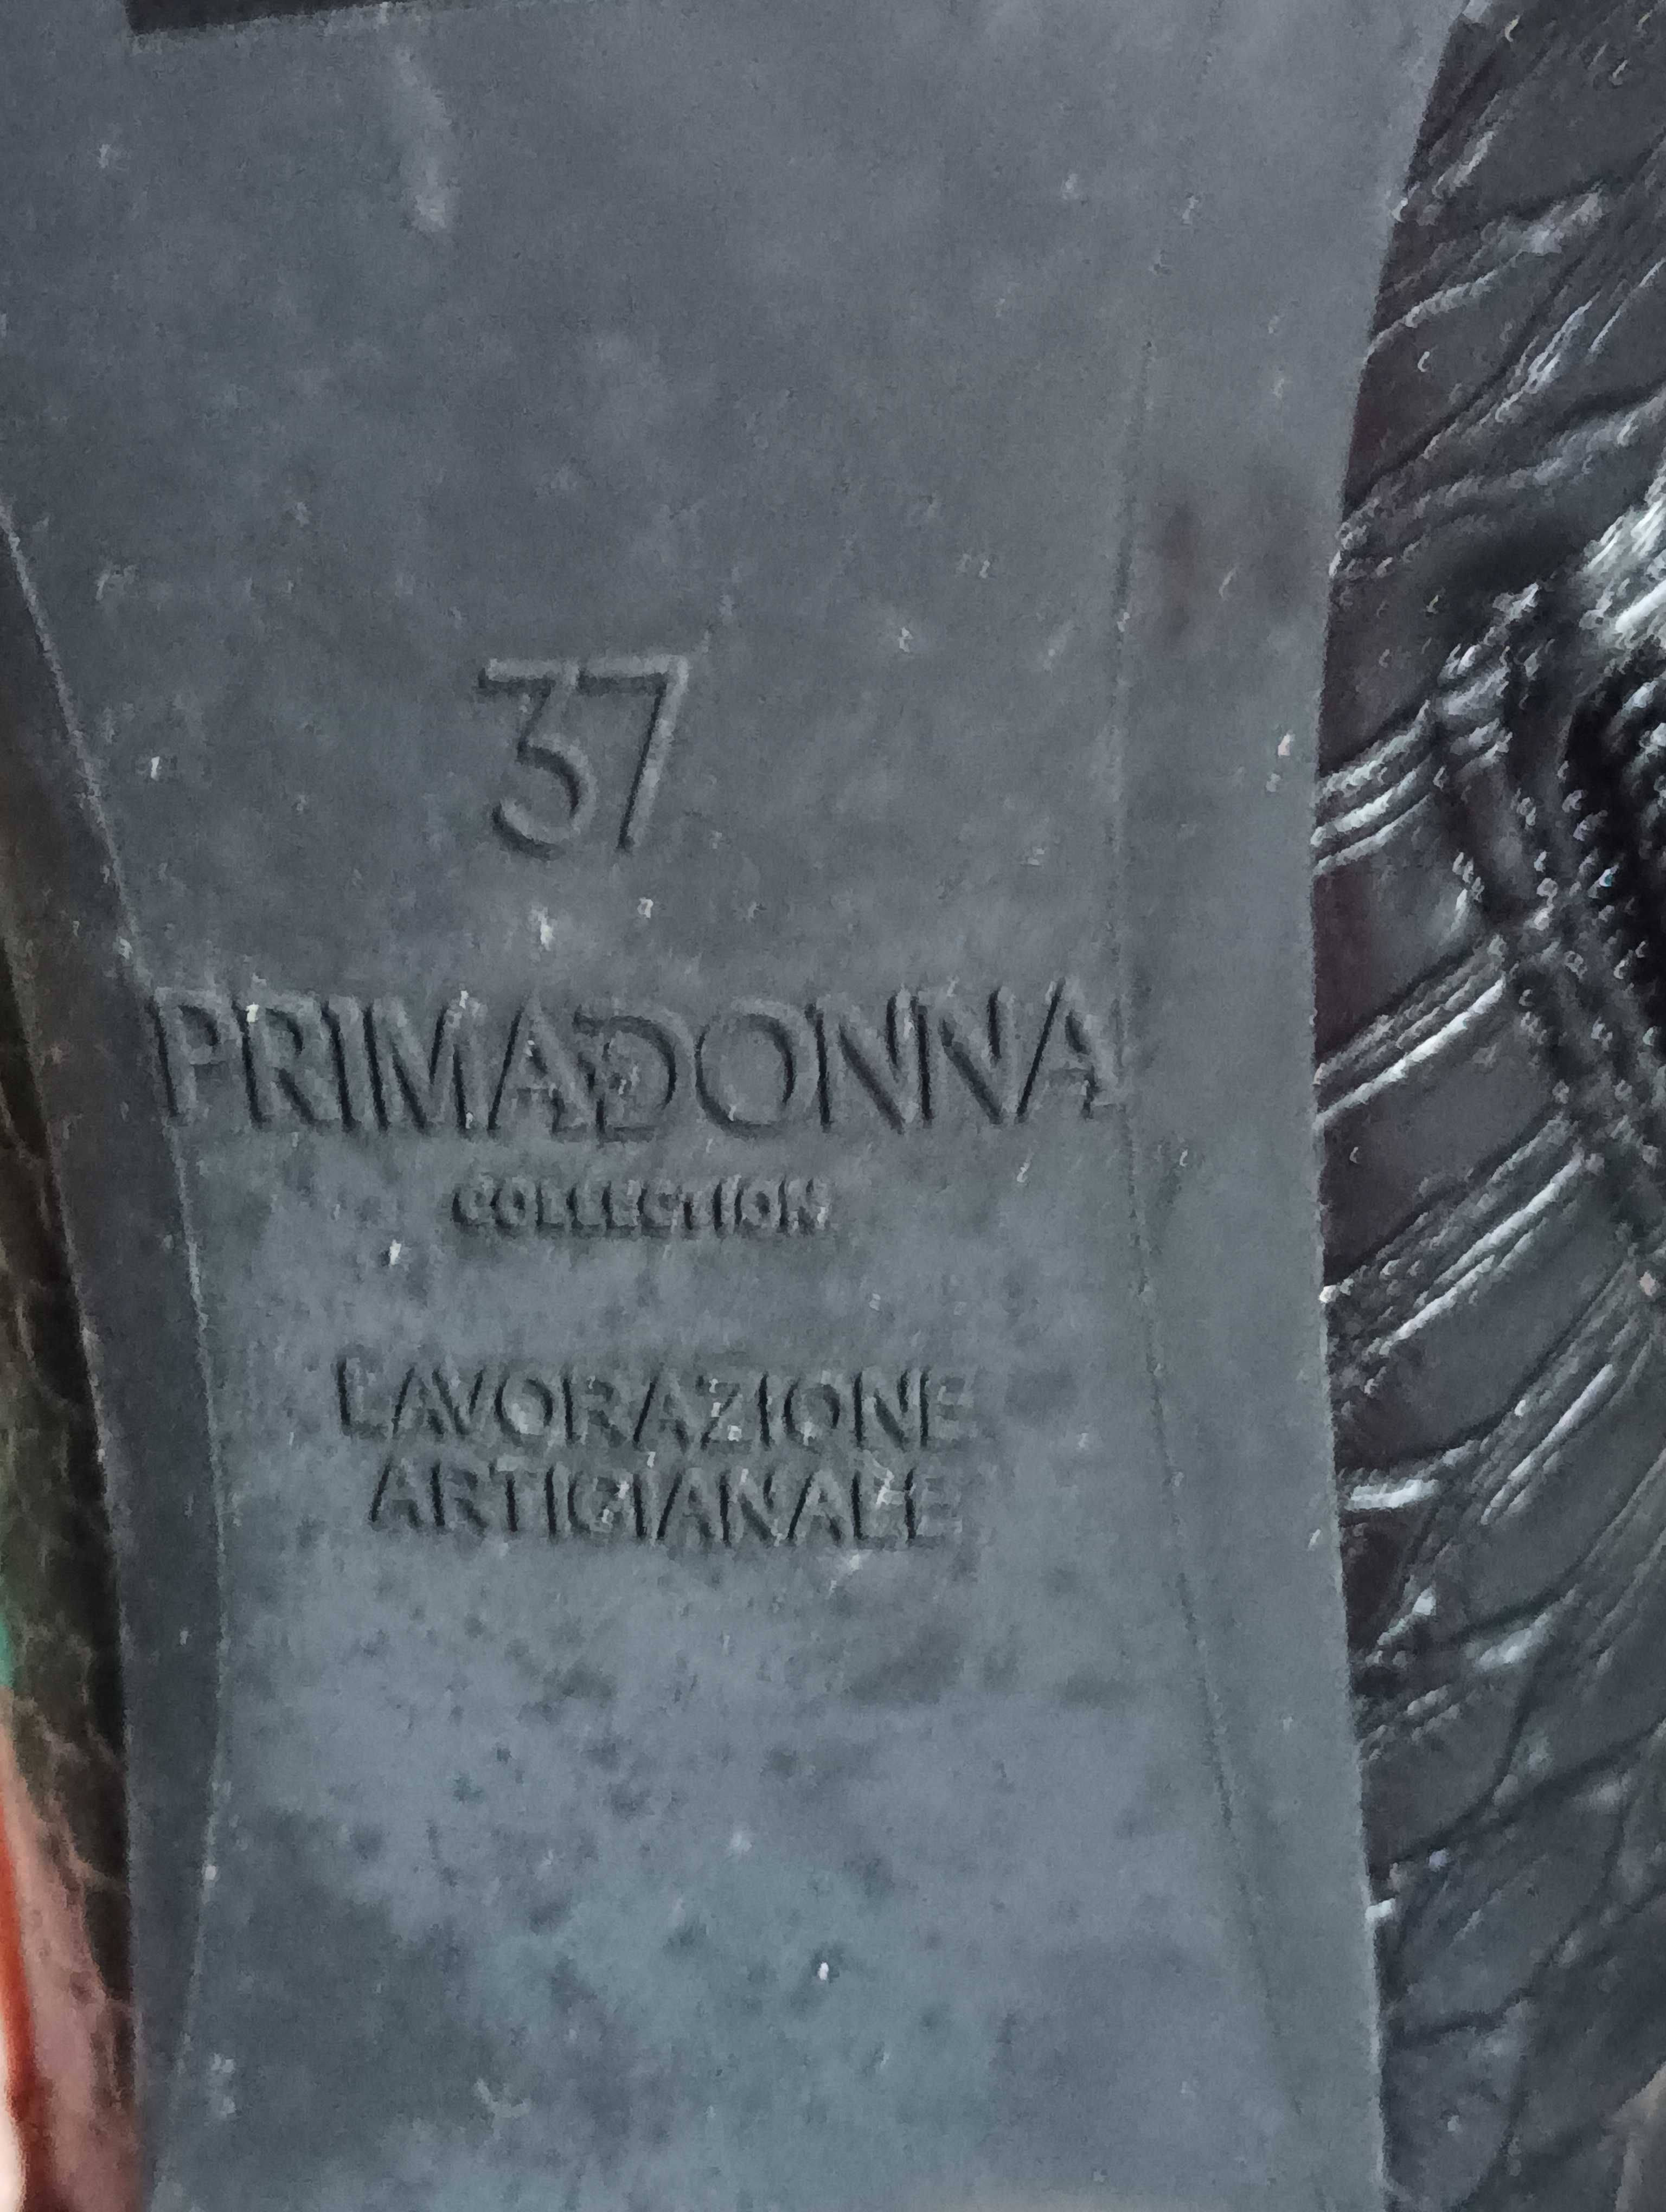 37
PRIMADONNA
COLLECTION
LAVORAZIONE
ARTIGIANALE